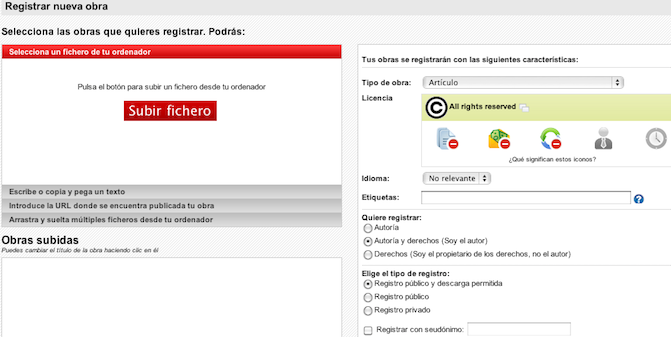 Registrar nueva obra
Selecciona las obras que quieres registrar. Podrás:
Selecciona un fichero de tu ordenador
Pulsa el botón para subir un fichero desde tu ordenador
Subir fichero
Escribe o copia y pega un texto
Introduce la URL donde se encuentra publicada tu obra
Arrastra y suelta múltiples ficheros desde tu ordenador
Obras subidas
Puedes cambiar el título de la obra haciendo clic en él
Tus obras se registrarán con las siguientes características:
Tipo de obra: Artículo
Licencia
© All rights reserved
¿Qué significan estos iconos?
Idioma: No relevante
Etiquetas: ?
Quiere registrar:
Autoría
Autoría y derechos (Soy el autor)
Derechos (Soy el propietario de los derechos, no el autor)
Elige el tipo de registro:
Registro público y descarga permitida
Registro público
Registro privado
Registrar con seudónimo: